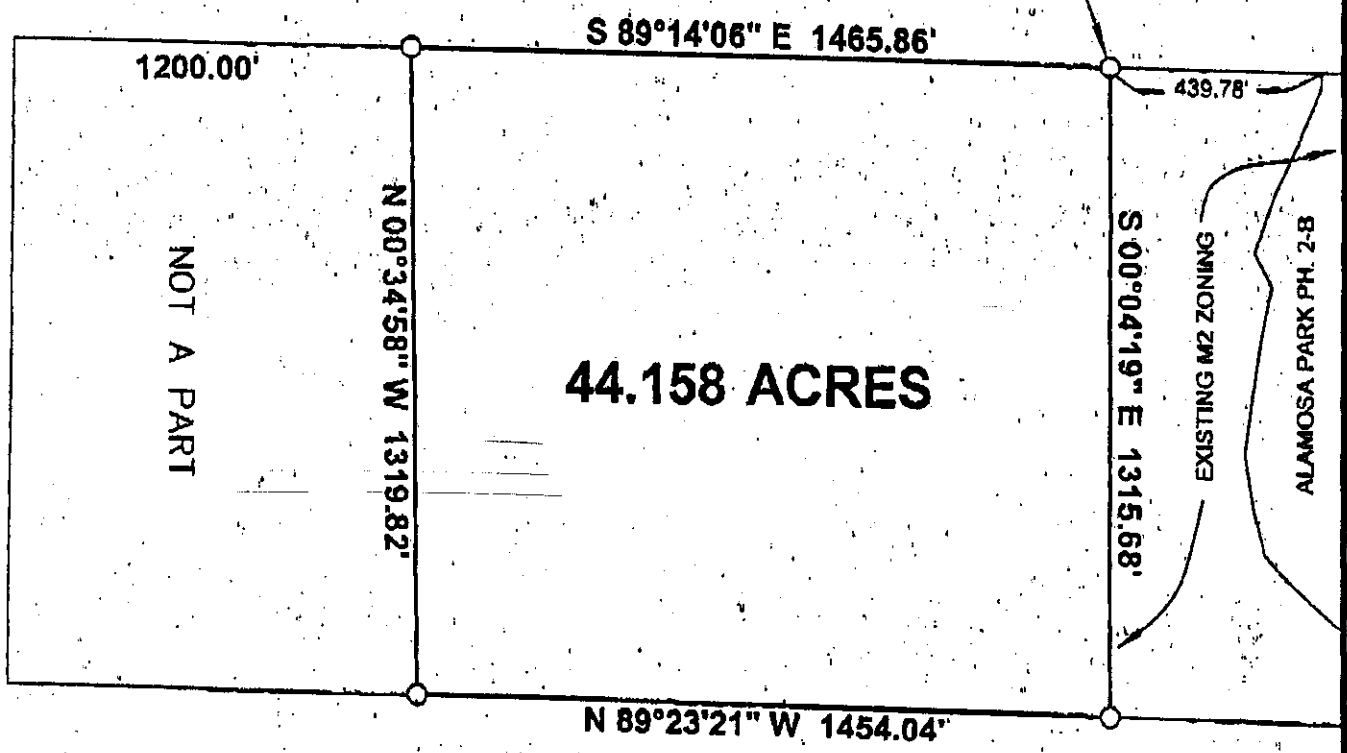 S 89°14'06" E 1465.86'
1200.00'
439.78'
N 00°34'58" W 1319.82'
NOT A PART
44.158 ACRES
S 00°04'19" E 1315.68'
EXISTING M2 ZONING
ALAMOSA PARK PH. 2-B
N 89°23'21" W 1454.04'